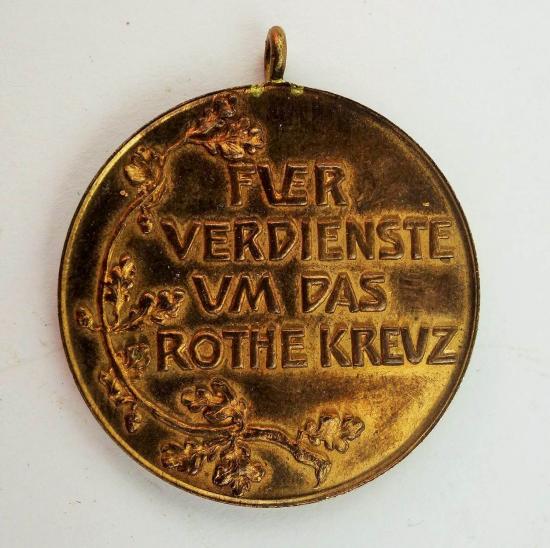 FVER
VERDIENSTE
VM DAS
ROTHE KREVZ